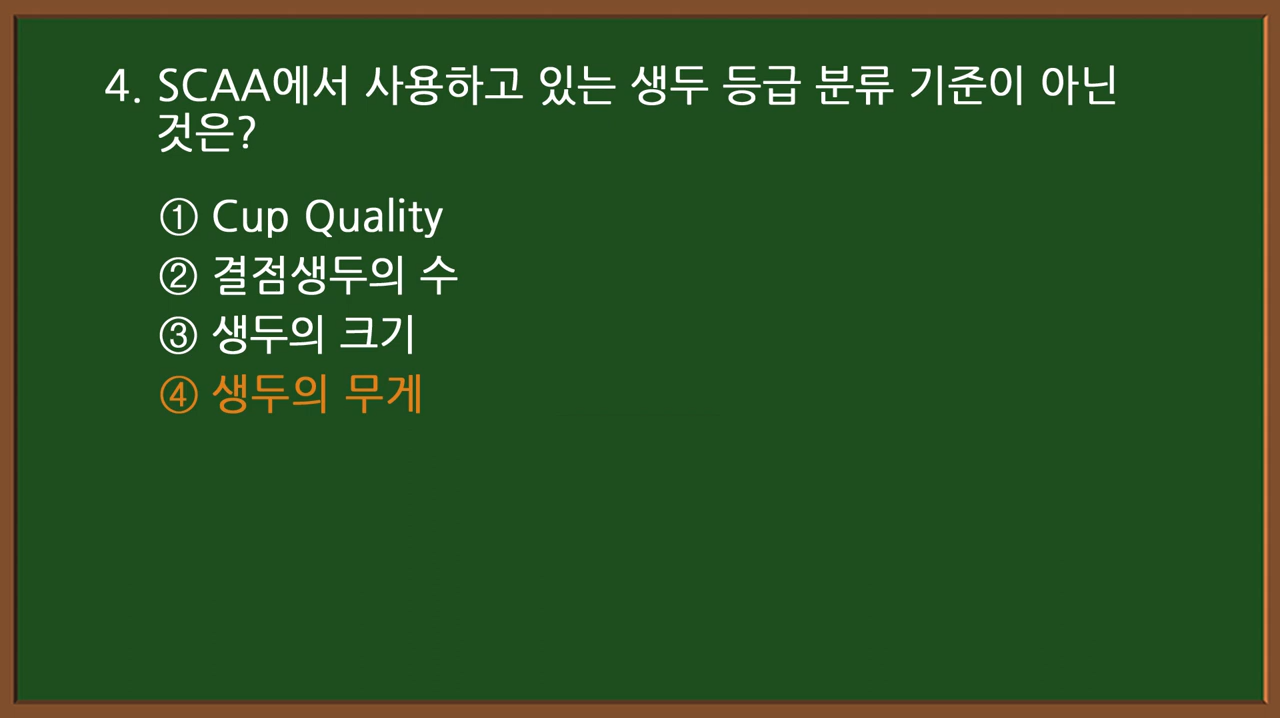 4. SCAA에서 사용하고 있는 생두 등급 분류 기준이 아닌
것은?
① Cup Quality
② 결점생두의 수
③ 생두의 크기
④ 생두의 무게